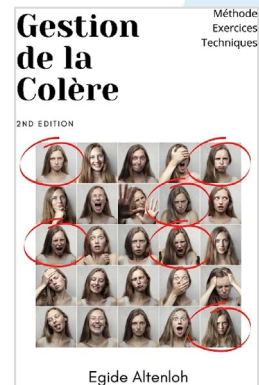 Gestion
de la
Colère
Méthode
Exercices
Techniques
2ND EDITION
Egide Altenloh